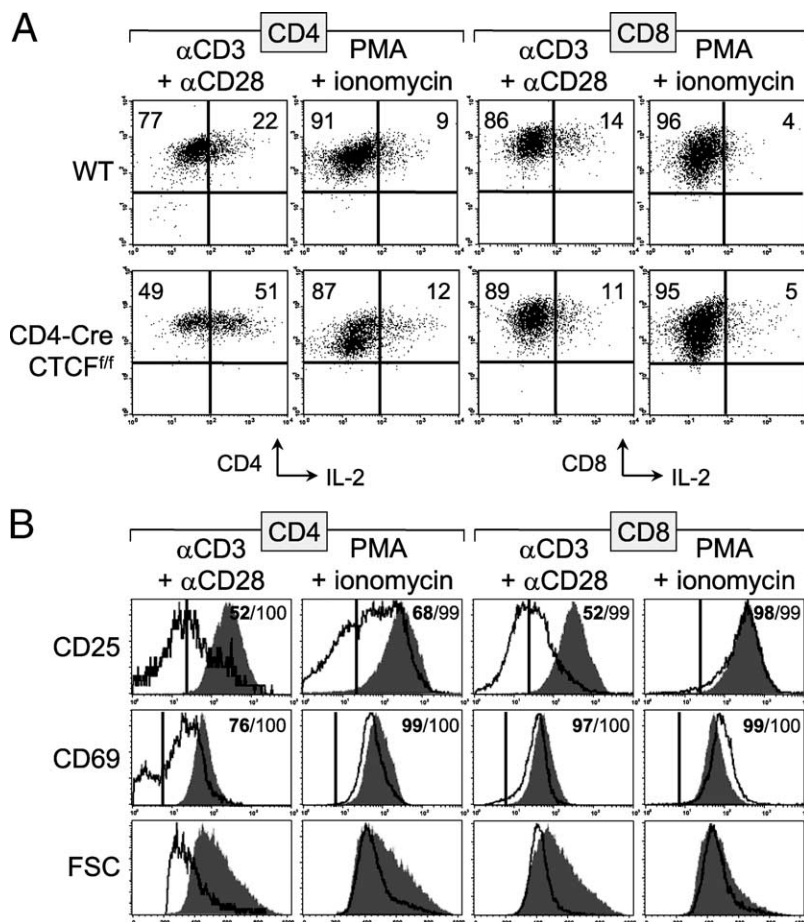 A
CD4 CD8
αCD3 PMA αCD3 PMA
+ αCD28 + ionomycin + αCD28 + ionomycin
77 22 91 9 86 14 96 4
WT
49 51 87 12 89 11 95 5
CD4-Cre
CTCFf/f
CD4 IL-2 CD8 IL-2
B
CD4 CD8
αCD3 PMA αCD3 PMA
+ αCD28 + ionomycin + αCD28 + ionomycin
52/100 68/99 52/99 98/99
CD25
76/100 99/100 97/100 99/100
CD69
FSC